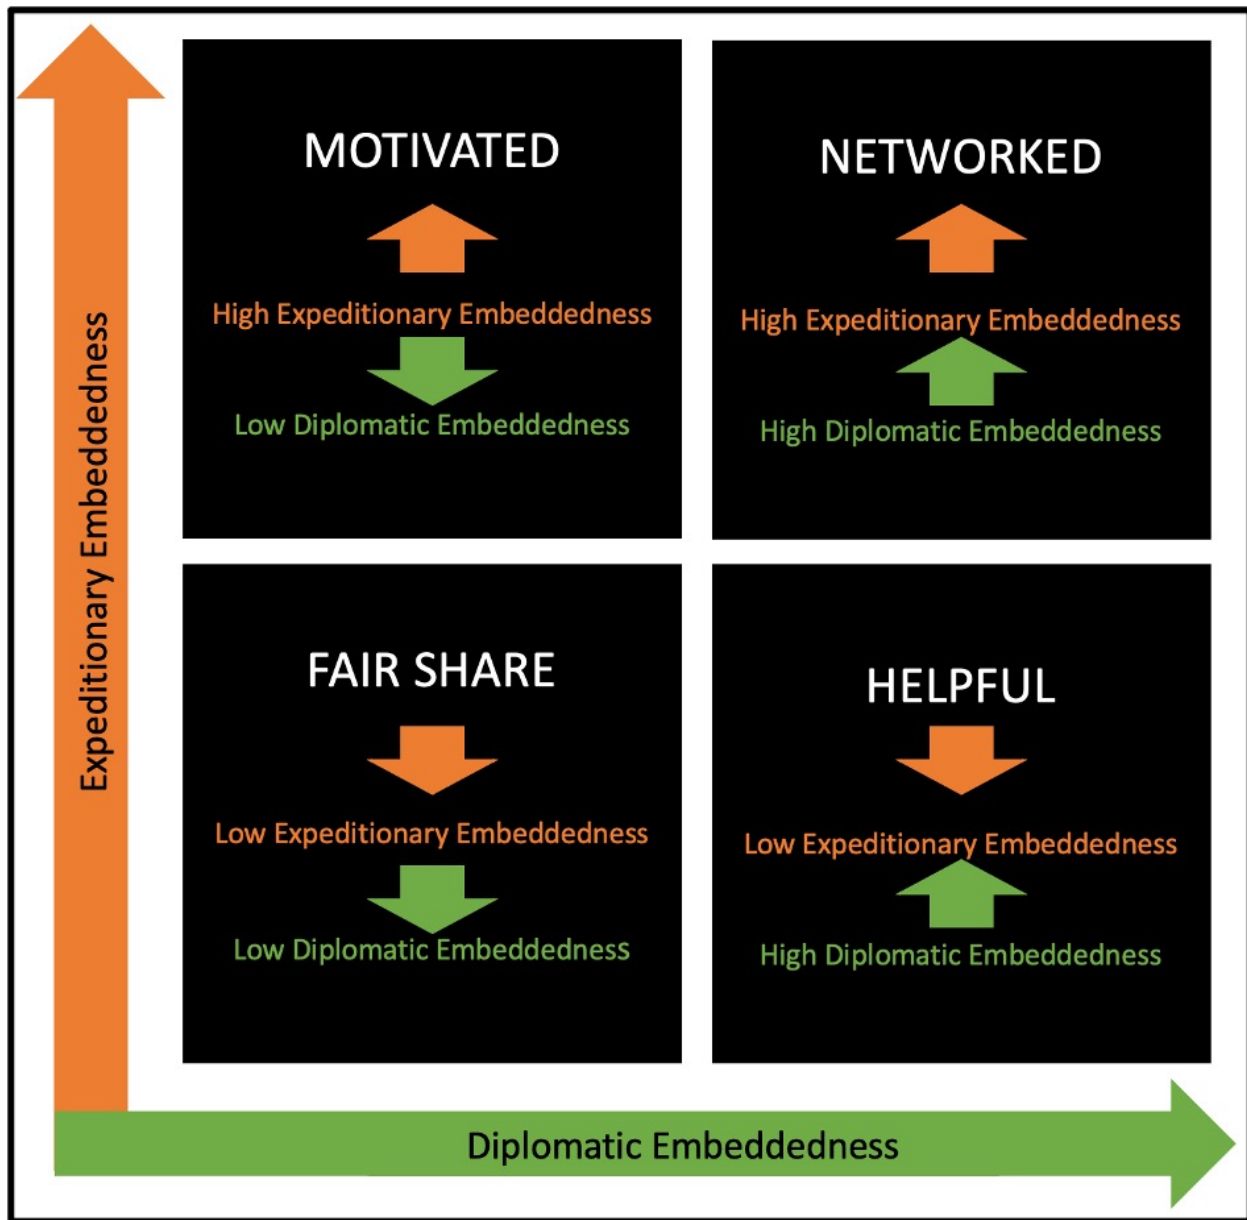 Expeditionary Embeddedness
MOTIVATED
High Expeditionary Embeddedness
Low Diplomatic Embeddedness
NETWORKED
High Expeditionary Embeddedness
High Diplomatic Embeddedness
FAIR SHARE
Low Expeditionary Embeddedness
Low Diplomatic Embeddedness
HELPFUL
Low Expeditionary Embeddedness
High Diplomatic Embeddedness
Diplomatic Embeddedness